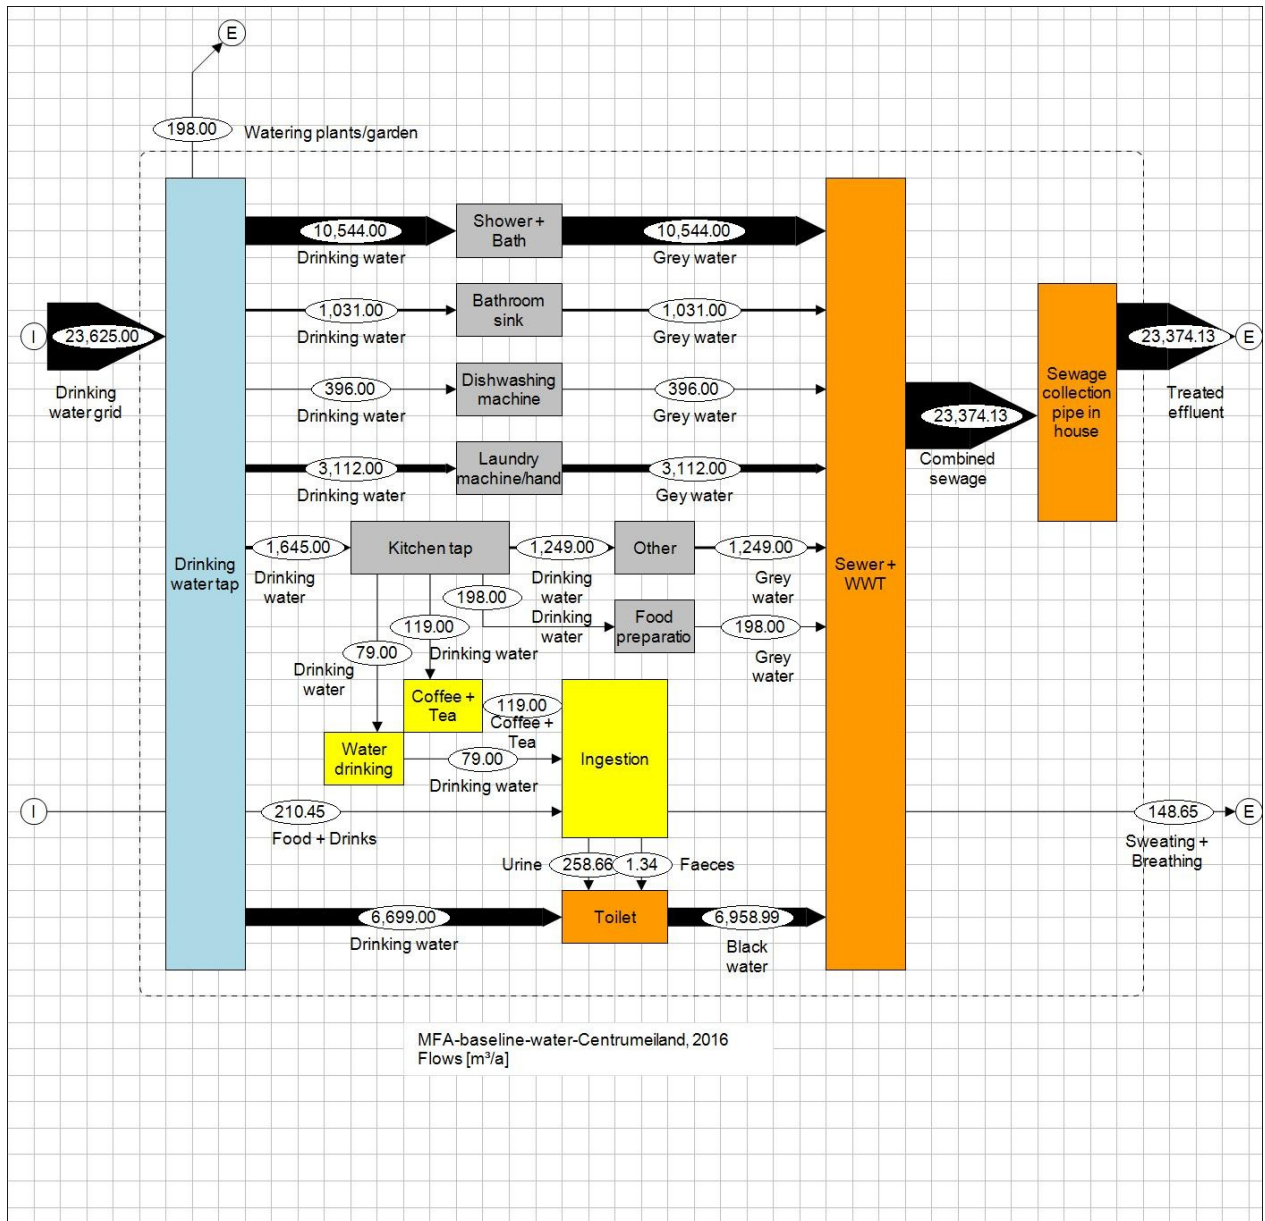 E
198.00
Watering plants/garden
10,544.00
Drinking water
Shower +
Bath
10,544.00
Grey water
I
23,625.00
Drinking
water grid
1,031.00
Drinking water
Bathroom
sink
1,031.00
Grey water
396.00
Drinking water
Dishwashing
machine
396.00
Grey water
3,112.00
Drinking water
Laundry
machine/hand
3,112.00
Gey water
23,374.13
Combined
sewage
Sewage
collection
pipe in
house
23,374.13
E
Treated
effluent
Drinking
water tap
1,645.00
Drinking
water
Kitchen tap
1,249.00
Drinking
water
Other
1,249.00
Grey
water
Sewer +
WWT
198.00
Drinking
water
Food
preparatio
198.00
Grey
water
119.00
Drinking water
79.00
Drinking
water
Coffee +
Tea
119.00
Coffee +
Tea
Water
drinking
79.00
Drinking water
Ingestion
I
210.45
Food + Drinks
148.65
E
Sweating +
Breathing
Urine
258.66
1.34
Faeces
6,699.00
Drinking water
Toilet
6,958.99
Black
water
MFA-baseline-water-Centrumeiland, 2016
Flows [m³/a]